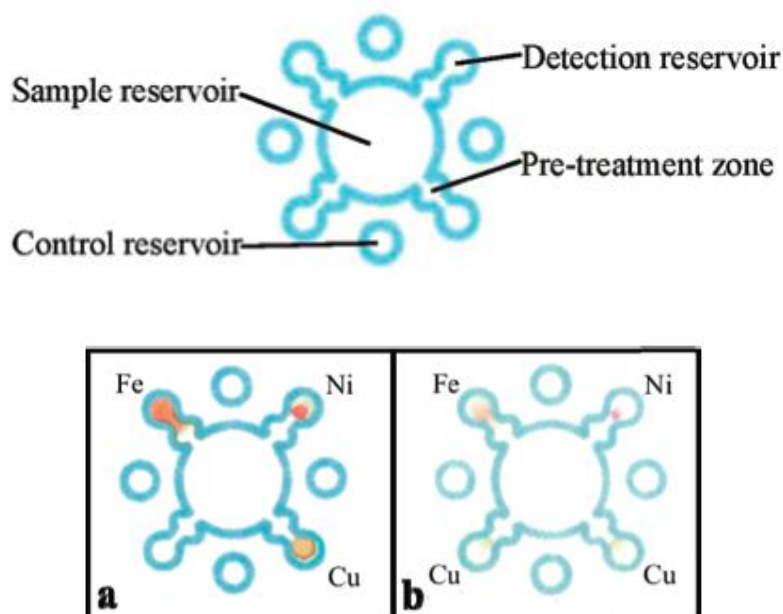 Detection reservoir
Sample reservoir
Pre-treatment zone
Control reservoir
Fe
Ni
Cu
a
Fe
Ni
Cu
Cu
b